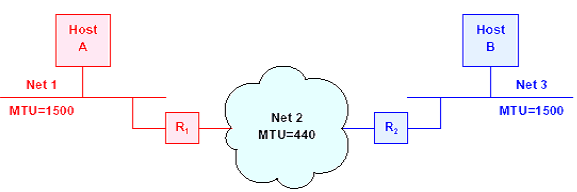 Host
A
Net 1
MTU=1500
R1
Net 2
MTU=440
R2
Host
B
Net 3
MTU=1500